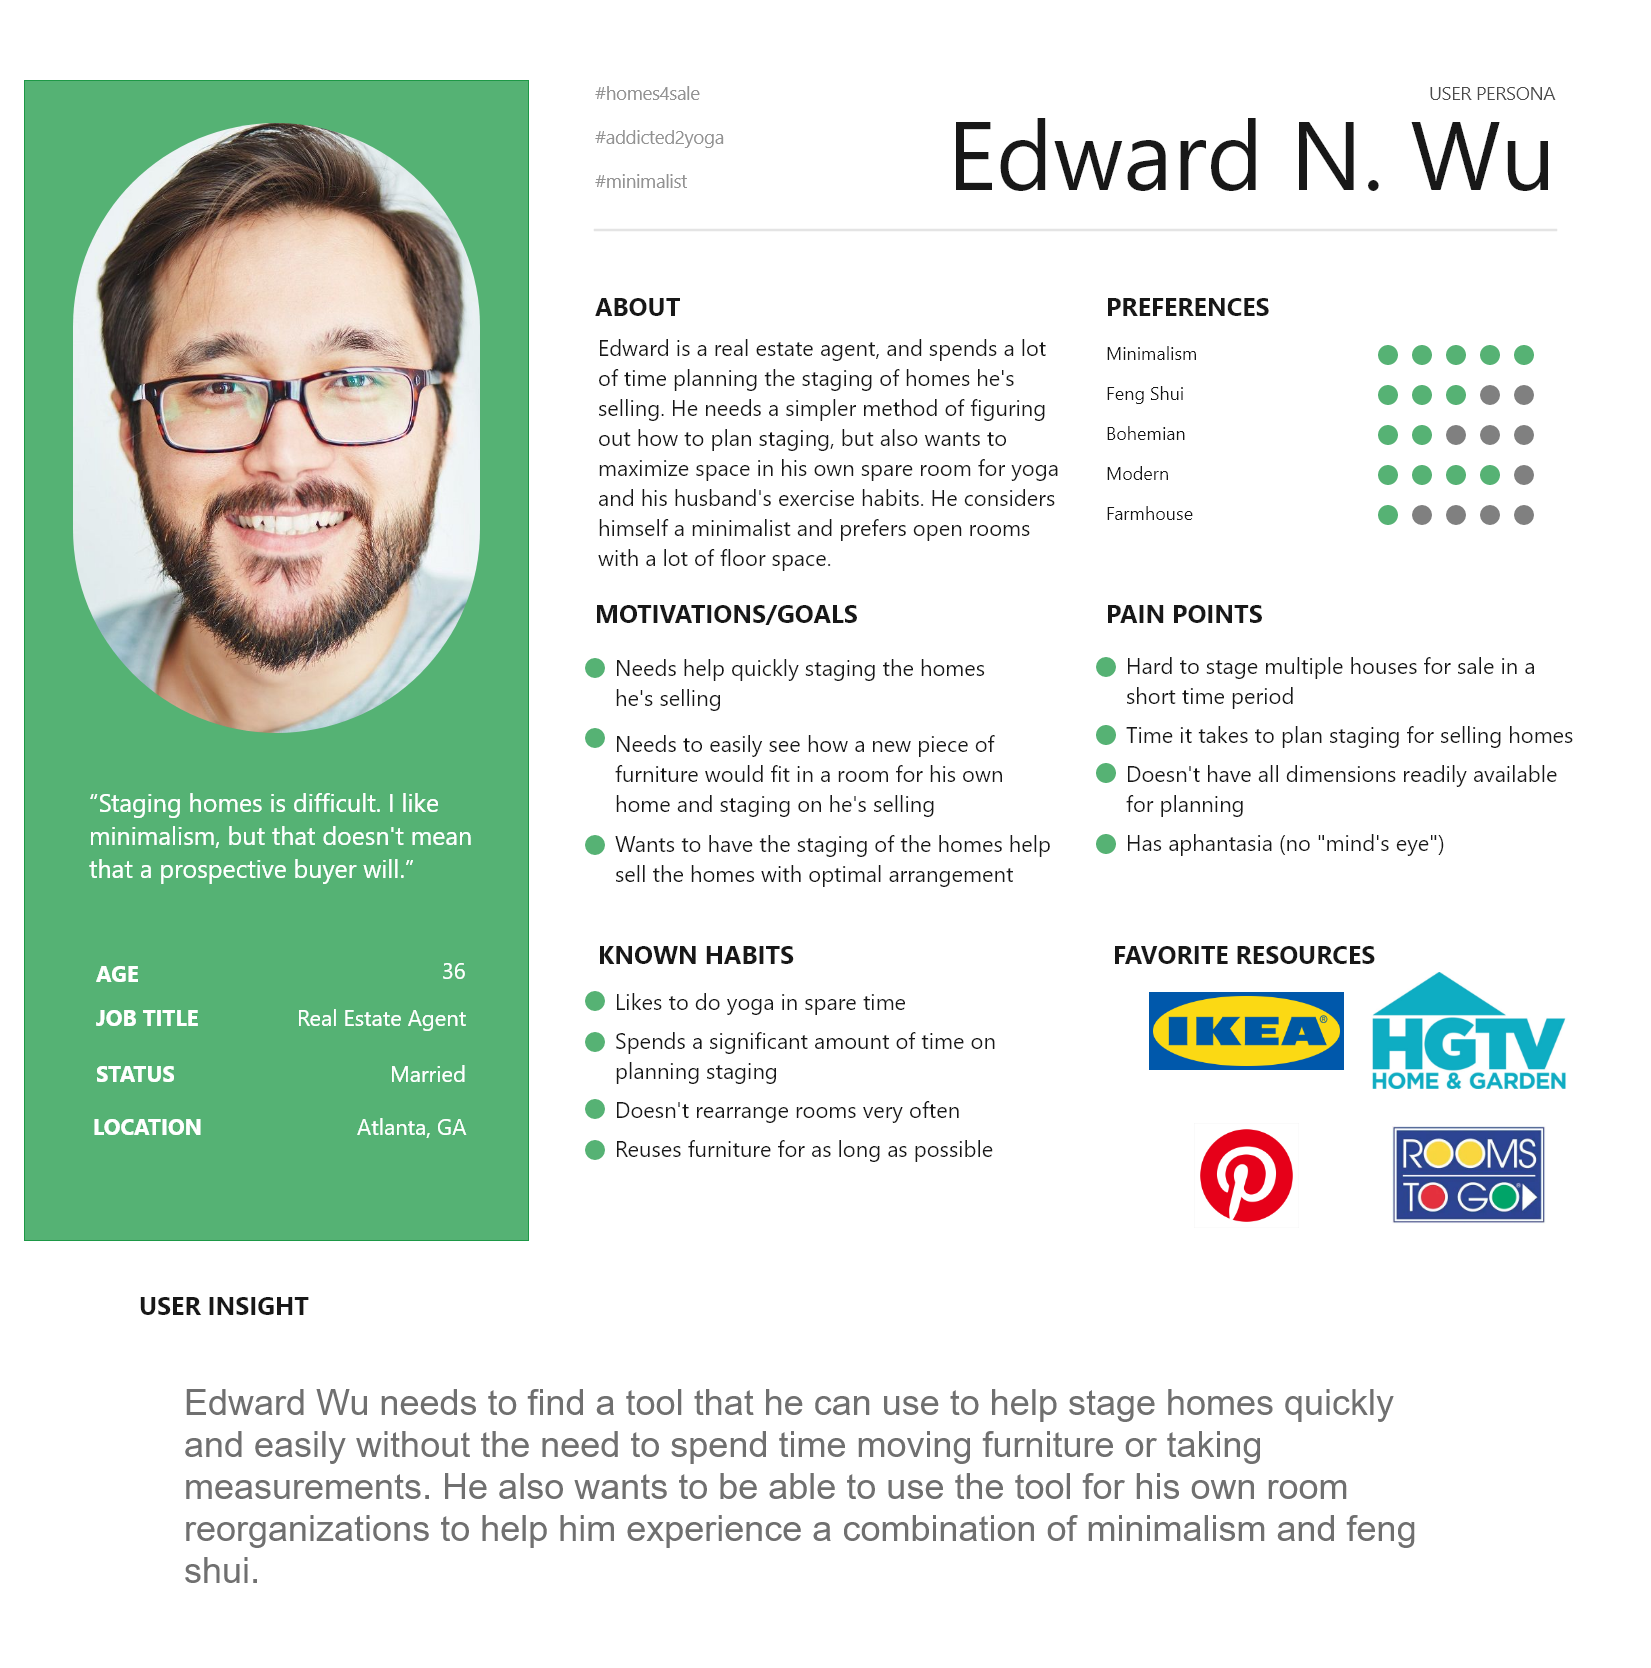 #homes4sale
#addicted2yoga
#minimalist
USER PERSONA
Edward N. Wu
“Staging homes is difficult. I like
minimalism, but that doesn't mean
that a prospective buyer will.”
AGE 36
JOB TITLE Real Estate Agent
STATUS Married
LOCATION Atlanta, GA
ABOUT
Edward is a real estate agent, and spends a lot
of time planning the staging of homes he's
selling. He needs a simpler method of figuring
out how to plan staging, but also wants to
maximize space in his own spare room for yoga
and his husband's exercise habits. He considers
himself a minimalist and prefers open rooms
with a lot of floor space.
PREFERENCES
Minimalism
Feng Shui
Bohemian
Modern
Farmhouse
MOTIVATIONS/GOALS
Needs help quickly staging the homes
he's selling
Needs to easily see how a new piece of
furniture would fit in a room for his own
home and staging on he's selling
Wants to have the staging of the homes help
sell the homes with optimal arrangement
PAIN POINTS
Hard to stage multiple houses for sale in a
short time period
Time it takes to plan staging for selling homes
Doesn't have all dimensions readily available
for planning
Has aphantasia (no "mind's eye")
KNOWN HABITS
Likes to do yoga in spare time
Spends a significant amount of time on
planning staging
Doesn't rearrange rooms very often
Reuses furniture for as long as possible
FAVORITE RESOURCES
IKEA®
HGTV
HOME & GARDEN
ROOMS
TO GO
USER INSIGHT
Edward Wu needs to find a tool that he can use to help stage homes quickly
and easily without the need to spend time moving furniture or taking
measurements. He also wants to be able to use the tool for his own room
reorganizations to help him experience a combination of minimalism and feng
shui.